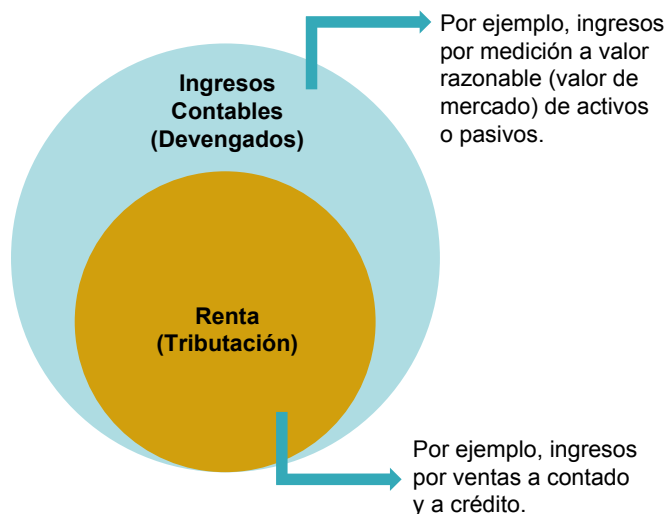 Por ejemplo, ingresos
por medición a valor
razonable (valor de
mercado) de activos
o pasivos.
Ingresos
Contables
(Devengados)
Renta
(Tributación)
Por ejemplo, ingresos
por ventas a contado
y a crédito.